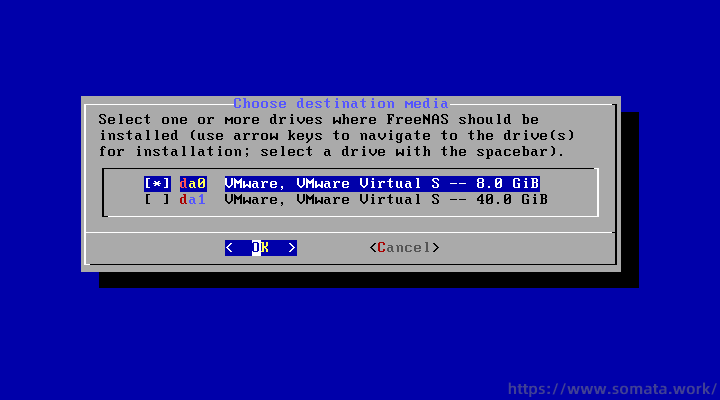 Choose destination media
Select one or more drives where FreeNAS should be
installed (use arrow keys to navigate to the drive(s)
for installation; select a drive with the spacebar).
[*] da0 VMware, VMware Virtual S -- 8.0 GiB
[ ] da1 VMware, VMware Virtual S -- 40.0 GiB
< OK > <Cancel>
https://www.somata.work/